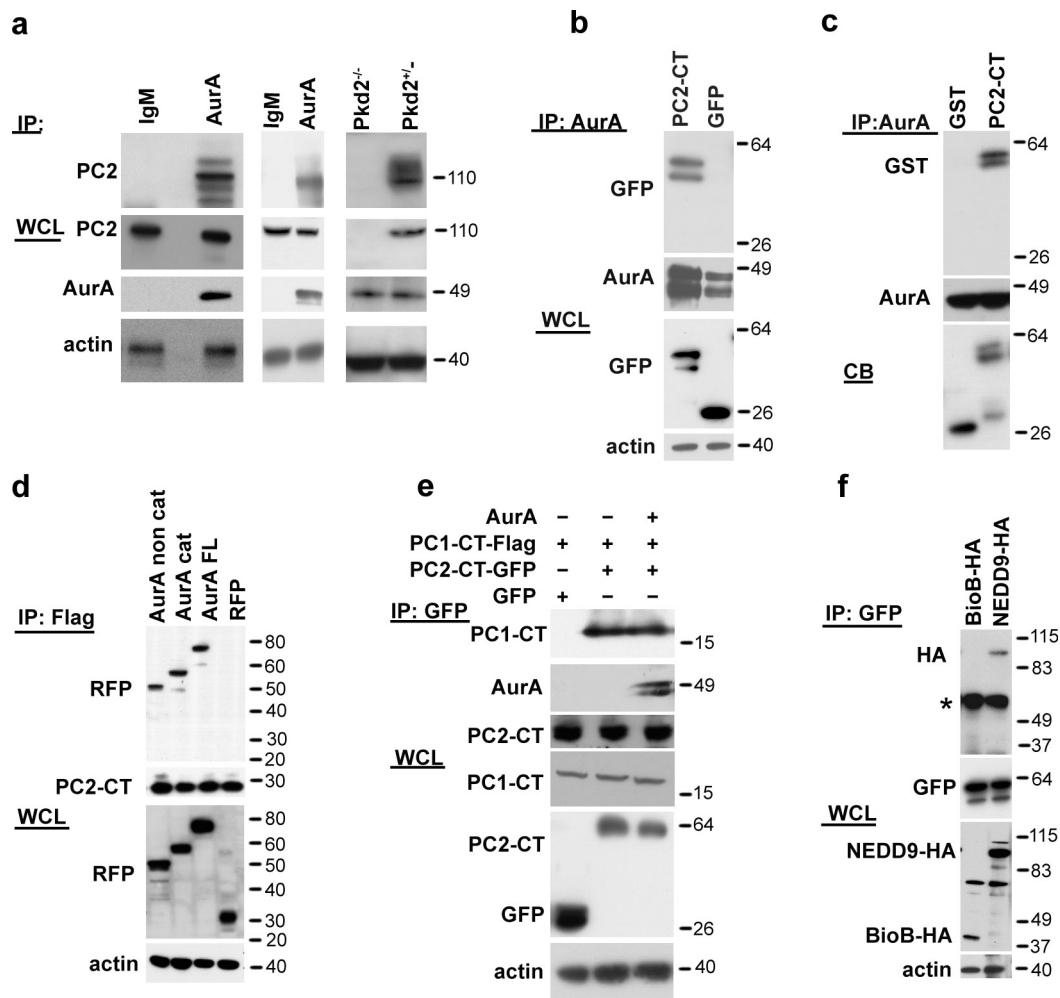 a
IgM
AurA
IgM
AurA
Pkd2-/-
Pkd2+/-
IP:
PC2
110
WCL PC2
110
AurA
49
actin
40
b
PC2-CT
GFP
IP: AurA
64
GFP
26
AurA
49
WCL
64
GFP
26
actin
40
c
GST
PC2-CT
IP:AurA
64
GST
26
AurA
49
64
CB
26
d
AurA non cat
AurA cat
AurA FL
RFP
IP: Flag
80
60
RFP
50
40
30
20
PC2-CT
30
WCL
80
60
RFP
50
40
30
20
actin
40
e
AurA - - +
PC1-CT-Flag + + +
PC2-CT-GFP - + +
GFP + - -
IP: GFP
PC1-CT
15
AurA
49
PC2-CT
WCL
PC1-CT
15
64
PC2-CT
GFP
26
actin
40
f
BioB-HA
NEDD9-HA
IP: GFP
115
HA
83
*
49
37
GFP
64
WCL
115
NEDD9-HA
83
49
BioB-HA
37
actin
40